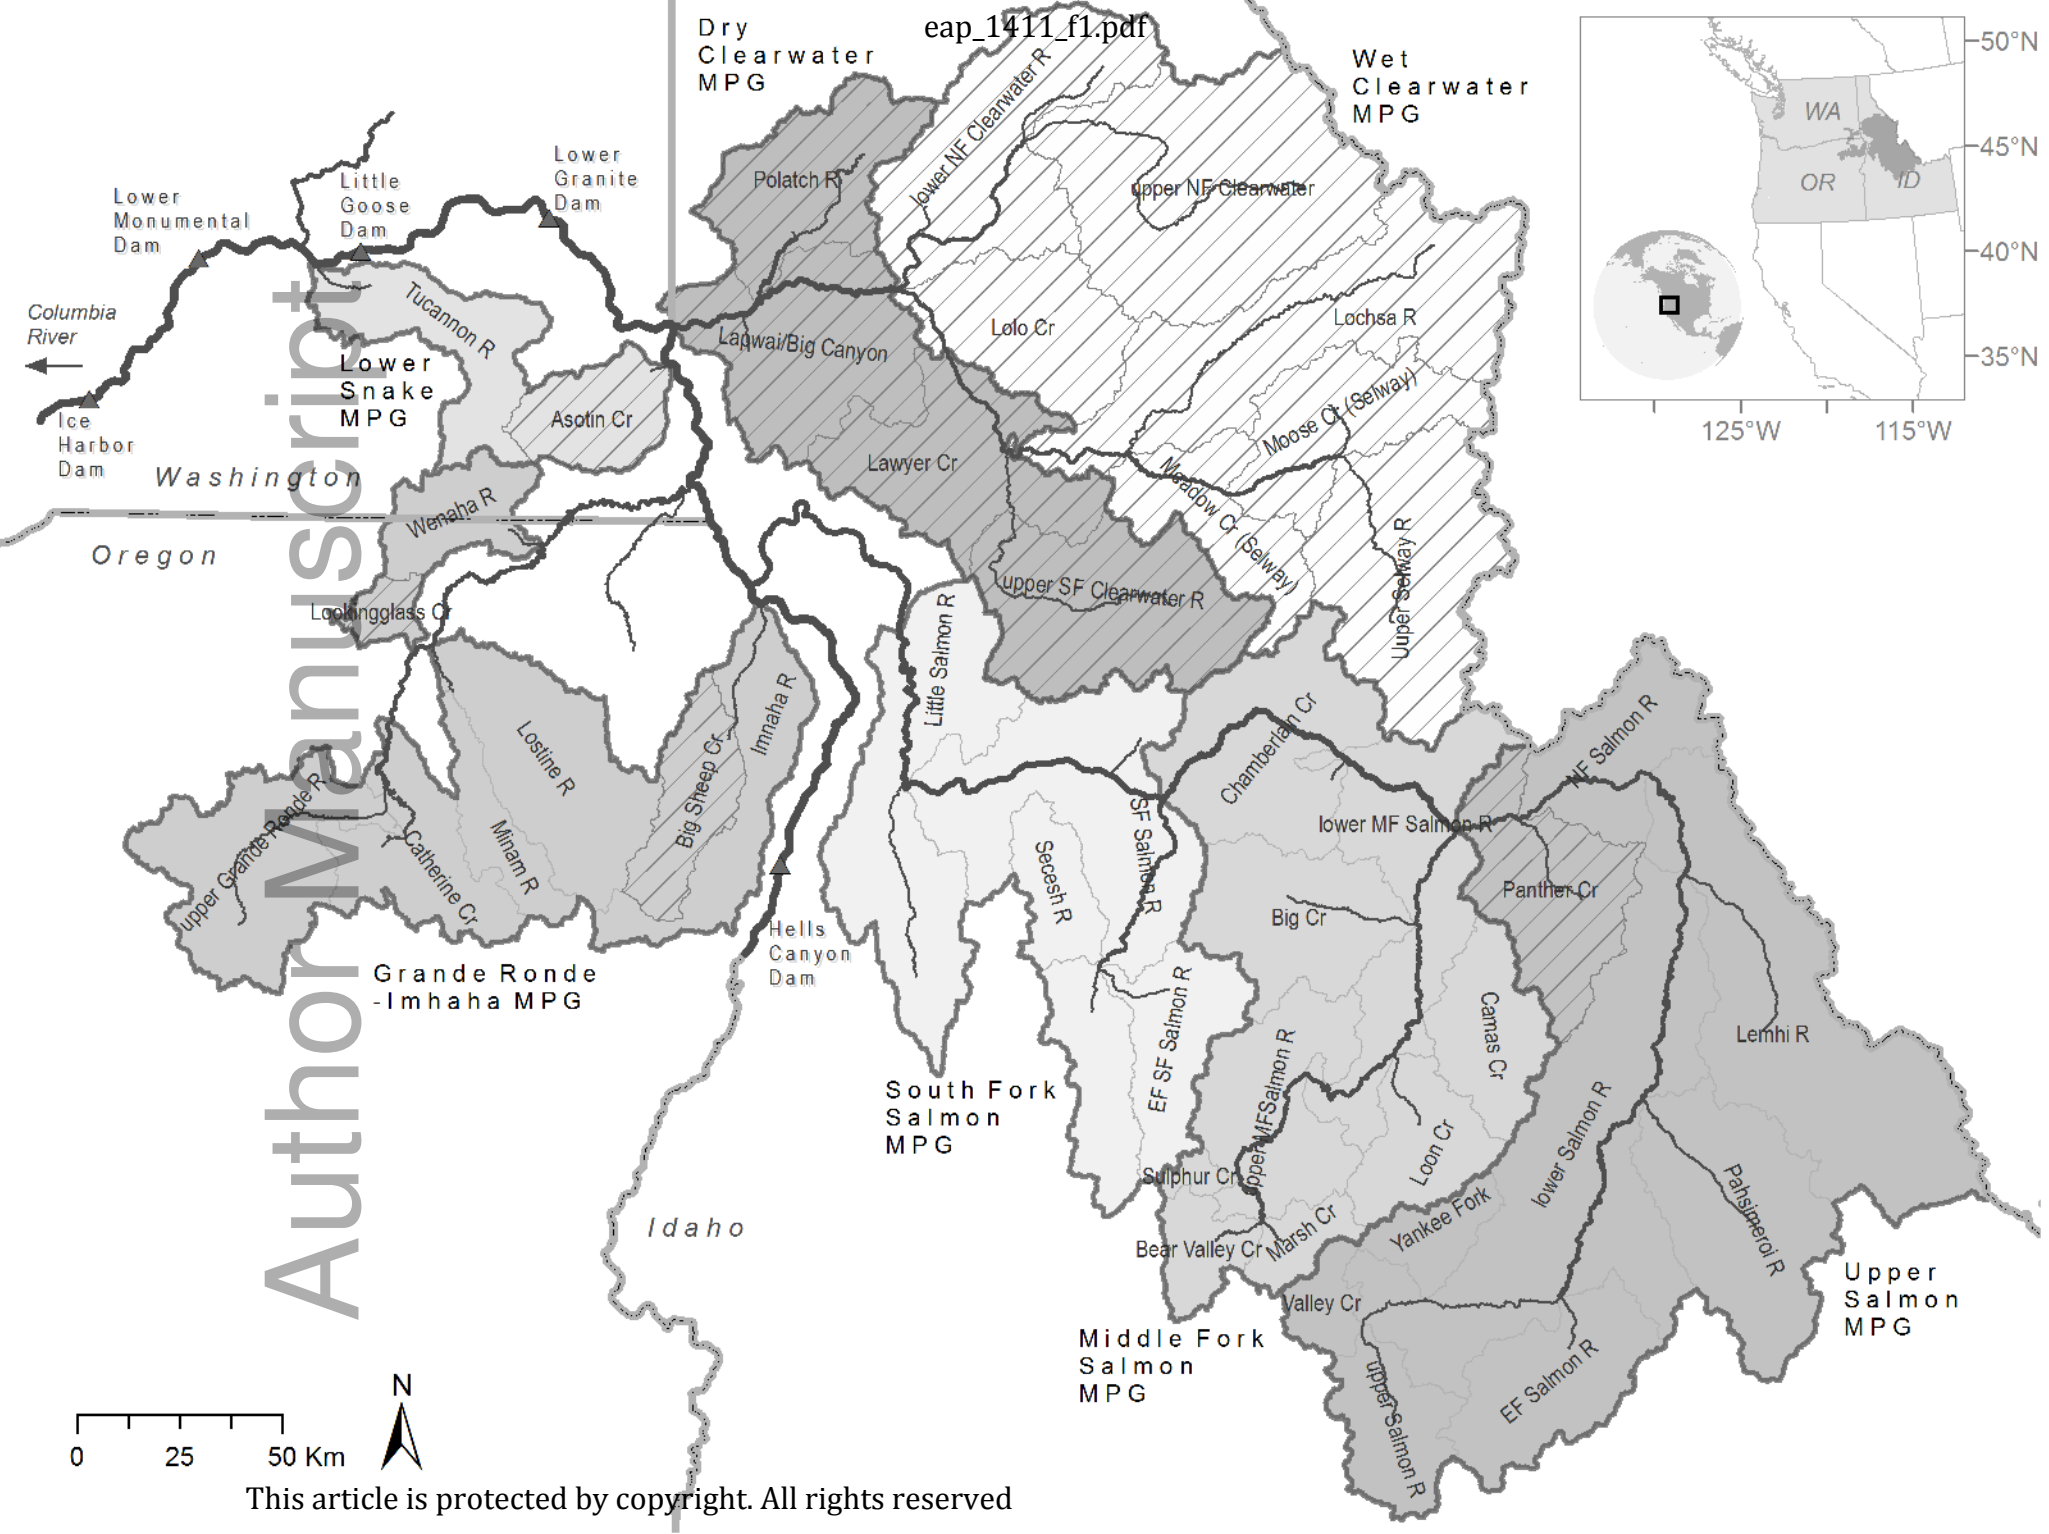 eap_1411_f1.pdf
Dry
Clearwater
MPG
Wet
Clearwater
MPG
50°N
45°N
40°N
35°N
125°W
115°W
WA
OR
ID
Lower
Monumental
Dam
Little
Goose
Dam
Lower
Granite
Dam
Columbia
River
Ice
Harbor
Dam
Lower
Snake
MPG
Tucannon R
Asotin Cr
Washington
Oregon
Wenaha R
Lookingglass Cr
Polatch R
lower NF Clearwater R
upper NF Clearwater
Lapwai/Big Canyon
Lolo Cr
Lochsa R
Lawyer Cr
Moose Cr (Selway)
Meadow Cr (Selway)
Uuper Selway R
upper SF Clearwater R
Little Salmon R
Lostine R
Big Sheep Cr
Imnaha R
Minam R
Catherine Cr
upper Grande Ronde R
Grande Ronde
-Imhaha MPG
Hells
Canyon
Dam
Chamberlain Cr
NF Salmon R
lower MF Salmon R
SF Salmon R
Secesh R
Panther Cr
Big Cr
EF SF Salmon R
Camas Cr
Lemhi R
upper MFSalmon R
South Fork
Salmon
MPG
Loon Cr
lower Salmon R
Pahsimeroi R
Sulphur Cr
Yankee Fork
Bear Valley Cr
Marsh Cr
Valley Cr
Idaho
Upper
Salmon
MPG
Middle Fork
Salmon
MPG
EF Salmon R
upper Salmon R
N
0 25 50 Km
Author Manuscript
This article is protected by copyright. All rights reserved